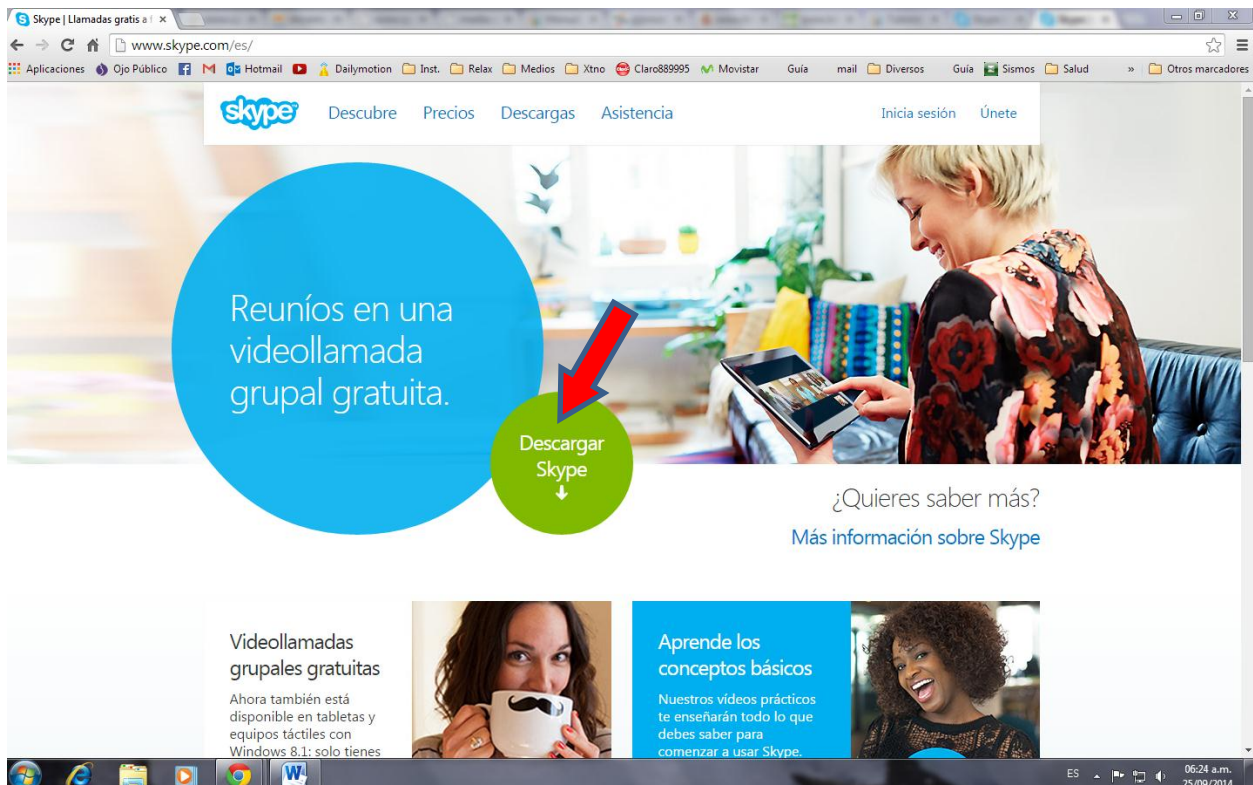 Skype | Llamadas gratis a
www.skype.com/es/
Aplicaciones Ojo Público Hotmail Dailymotion Inst. Relax Medios Xtno Claro889995 Movistar Guía mail Diversos Guía Sismos Salud » Otros marcadores
skype Descubre Precios Descargas Asistencia Inicia sesión Únete
Reuníos en una
videollamada
grupal gratuita.
Descargar
Skype
¿Quieres saber más?
Más información sobre Skype
Videollamadas
grupales gratuitas
Ahora también está
disponible en tabletas y
equipos táctiles con
Windows 8.1: solo tienes
Aprende los
conceptos básicos
Nuestros vídeos prácticos
te enseñarán todo lo que
debes saber para
comenzar a usar Skype.
ES 06:24 a.m.
25/09/2014